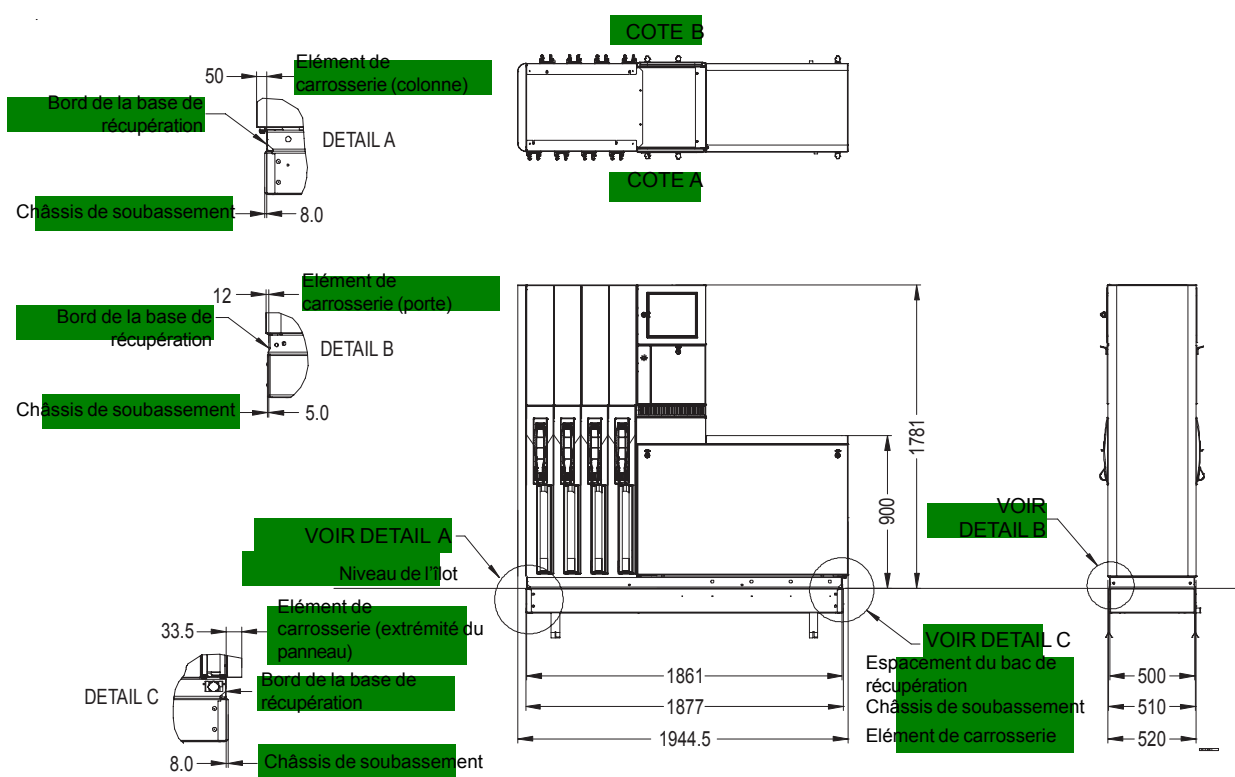 COTE B
Elément de
carrosserie (colonne)
50
Bord de la base de
récupération
DETAIL A
COTE A
Châssis de soubassement
8.0
Elément de
carrosserie (porte)
12
Bord de la base de
récupération
DETAIL B
Châssis de soubassement
5.0
1781
900
VOIR
DETAIL B
VOIR DETAIL A
Niveau de l'îlot
Elément de
carrosserie (extrémité du
panneau)
33.5
Bord de la base de
récupération
DETAIL C
8.0
Châssis de soubassement
VOIR DETAIL C
Espacement du bac de
récupération
Châssis de soubassement
Elément de carrosserie
1861
1877
1944.5
500
510
520